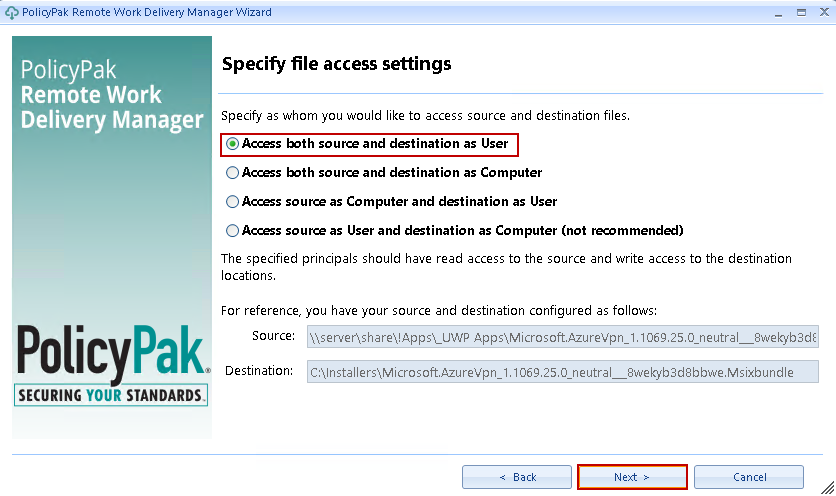 PolicyPak Remote Work Delivery Manager Wizard
PolicyPak
Remote Work
Delivery Manager
Specify file access settings
Specify as whom you would like to access source and destination files.
Access both source and destination as User
Access both source and destination as Computer
Access source as Computer and destination as User
Access source as User and destination as Computer (not recommended)
The specified principals should have read access to the source and write access to the destination
locations.
For reference, you have your source and destination configured as follows:
Source: \\server\share\!Apps\_UWP Apps\Microsoft.AzureVpn_1.1069.25.0_neutral___8wekyb3d8
Destination: C:\Installers\Microsoft.AzureVpn_1.1069.25.0_neutral___8wekyb3d8bbwe.Msixbundle
PolicyPak®
SECURING YOUR STANDARDS™
< Back
Next >
Cancel